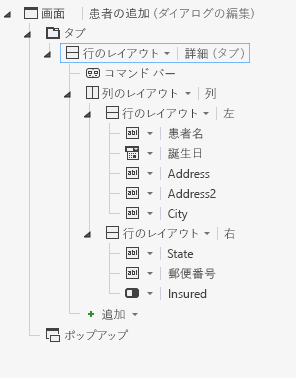 画面 患者の追加 (ダイアログの編集)
タブ
行のレイアウト 詳細 (タブ)
コマンド バー
列のレイアウト 列
行のレイアウト 左
abl 患者名
誕生日
abl Address
abl Address2
abl City
行のレイアウト 右
abl State
abl 郵便番号
Insured
追加
ポップアップ